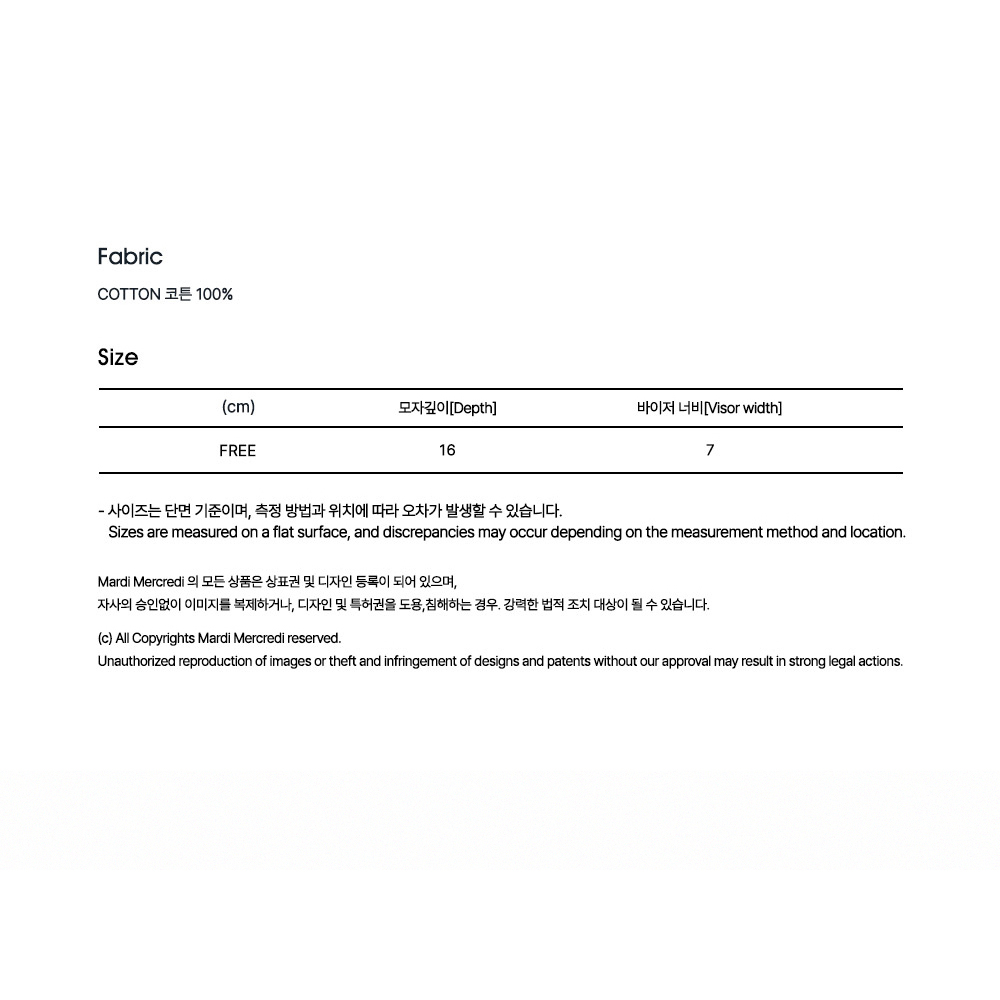 Fabric
COTTON 코튼 100%
Size
(cm) 모자깊이[Depth] 바이저 너비[Visor width]
FREE 16 7
- 사이즈는 단면 기준이며, 측정 방법과 위치에 따라 오차가 발생할 수 있습니다.
Sizes are measured on a flat surface, and discrepancies may occur depending on the measurement method and location.
Mardi Mercredi 의 모든 상품은 상표권 및 디자인 등록이 되어 있으며,
자사의 승인없이 이미지를 복제하거나, 디자인 및 특허권을 도용,침해하는 경우. 강력한 법적 조치 대상이 될 수 있습니다.
(c) All Copyrights Mardi Mercredi reserved.
Unauthorized reproduction of images or theft and infringement of designs and patents without our approval may result in strong legal actions.